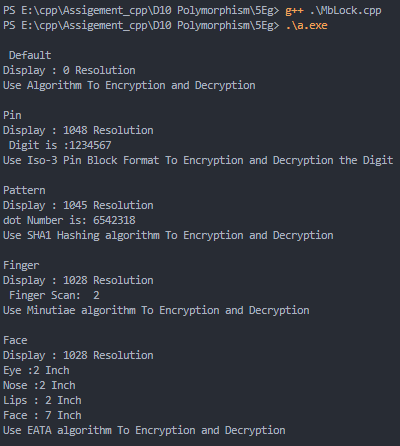 PS E:\cpp\Assigement_cpp\D10 Polymorphism\5Eg> g++ .\MbLock.cpp
PS E:\cpp\Assigement_cpp\D10 Polymorphism\5Eg> .\a.exe
Default
Display : 0 Resolution
Use Algorithm To Encryption and Decryption
Pin
Display : 1048 Resolution
Digit is :1234567
Use Iso-3 Pin Block Format To Encryption and Decryption the Digit
Pattern
Display : 1045 Resolution
dot Number is: 6542318
Use SHA1 Hashing algorithm To Encryption and Decryption
Finger
Display : 1028 Resolution
Finger Scan:  2
Use Minutiae algorithm To Encryption and Decryption
Face
Display : 1028 Resolution
Eye :2 Inch
Nose :2 Inch
Lips : 2 Inch
Face : 7 Inch
Use EATA algorithm To Encryption and Decryption